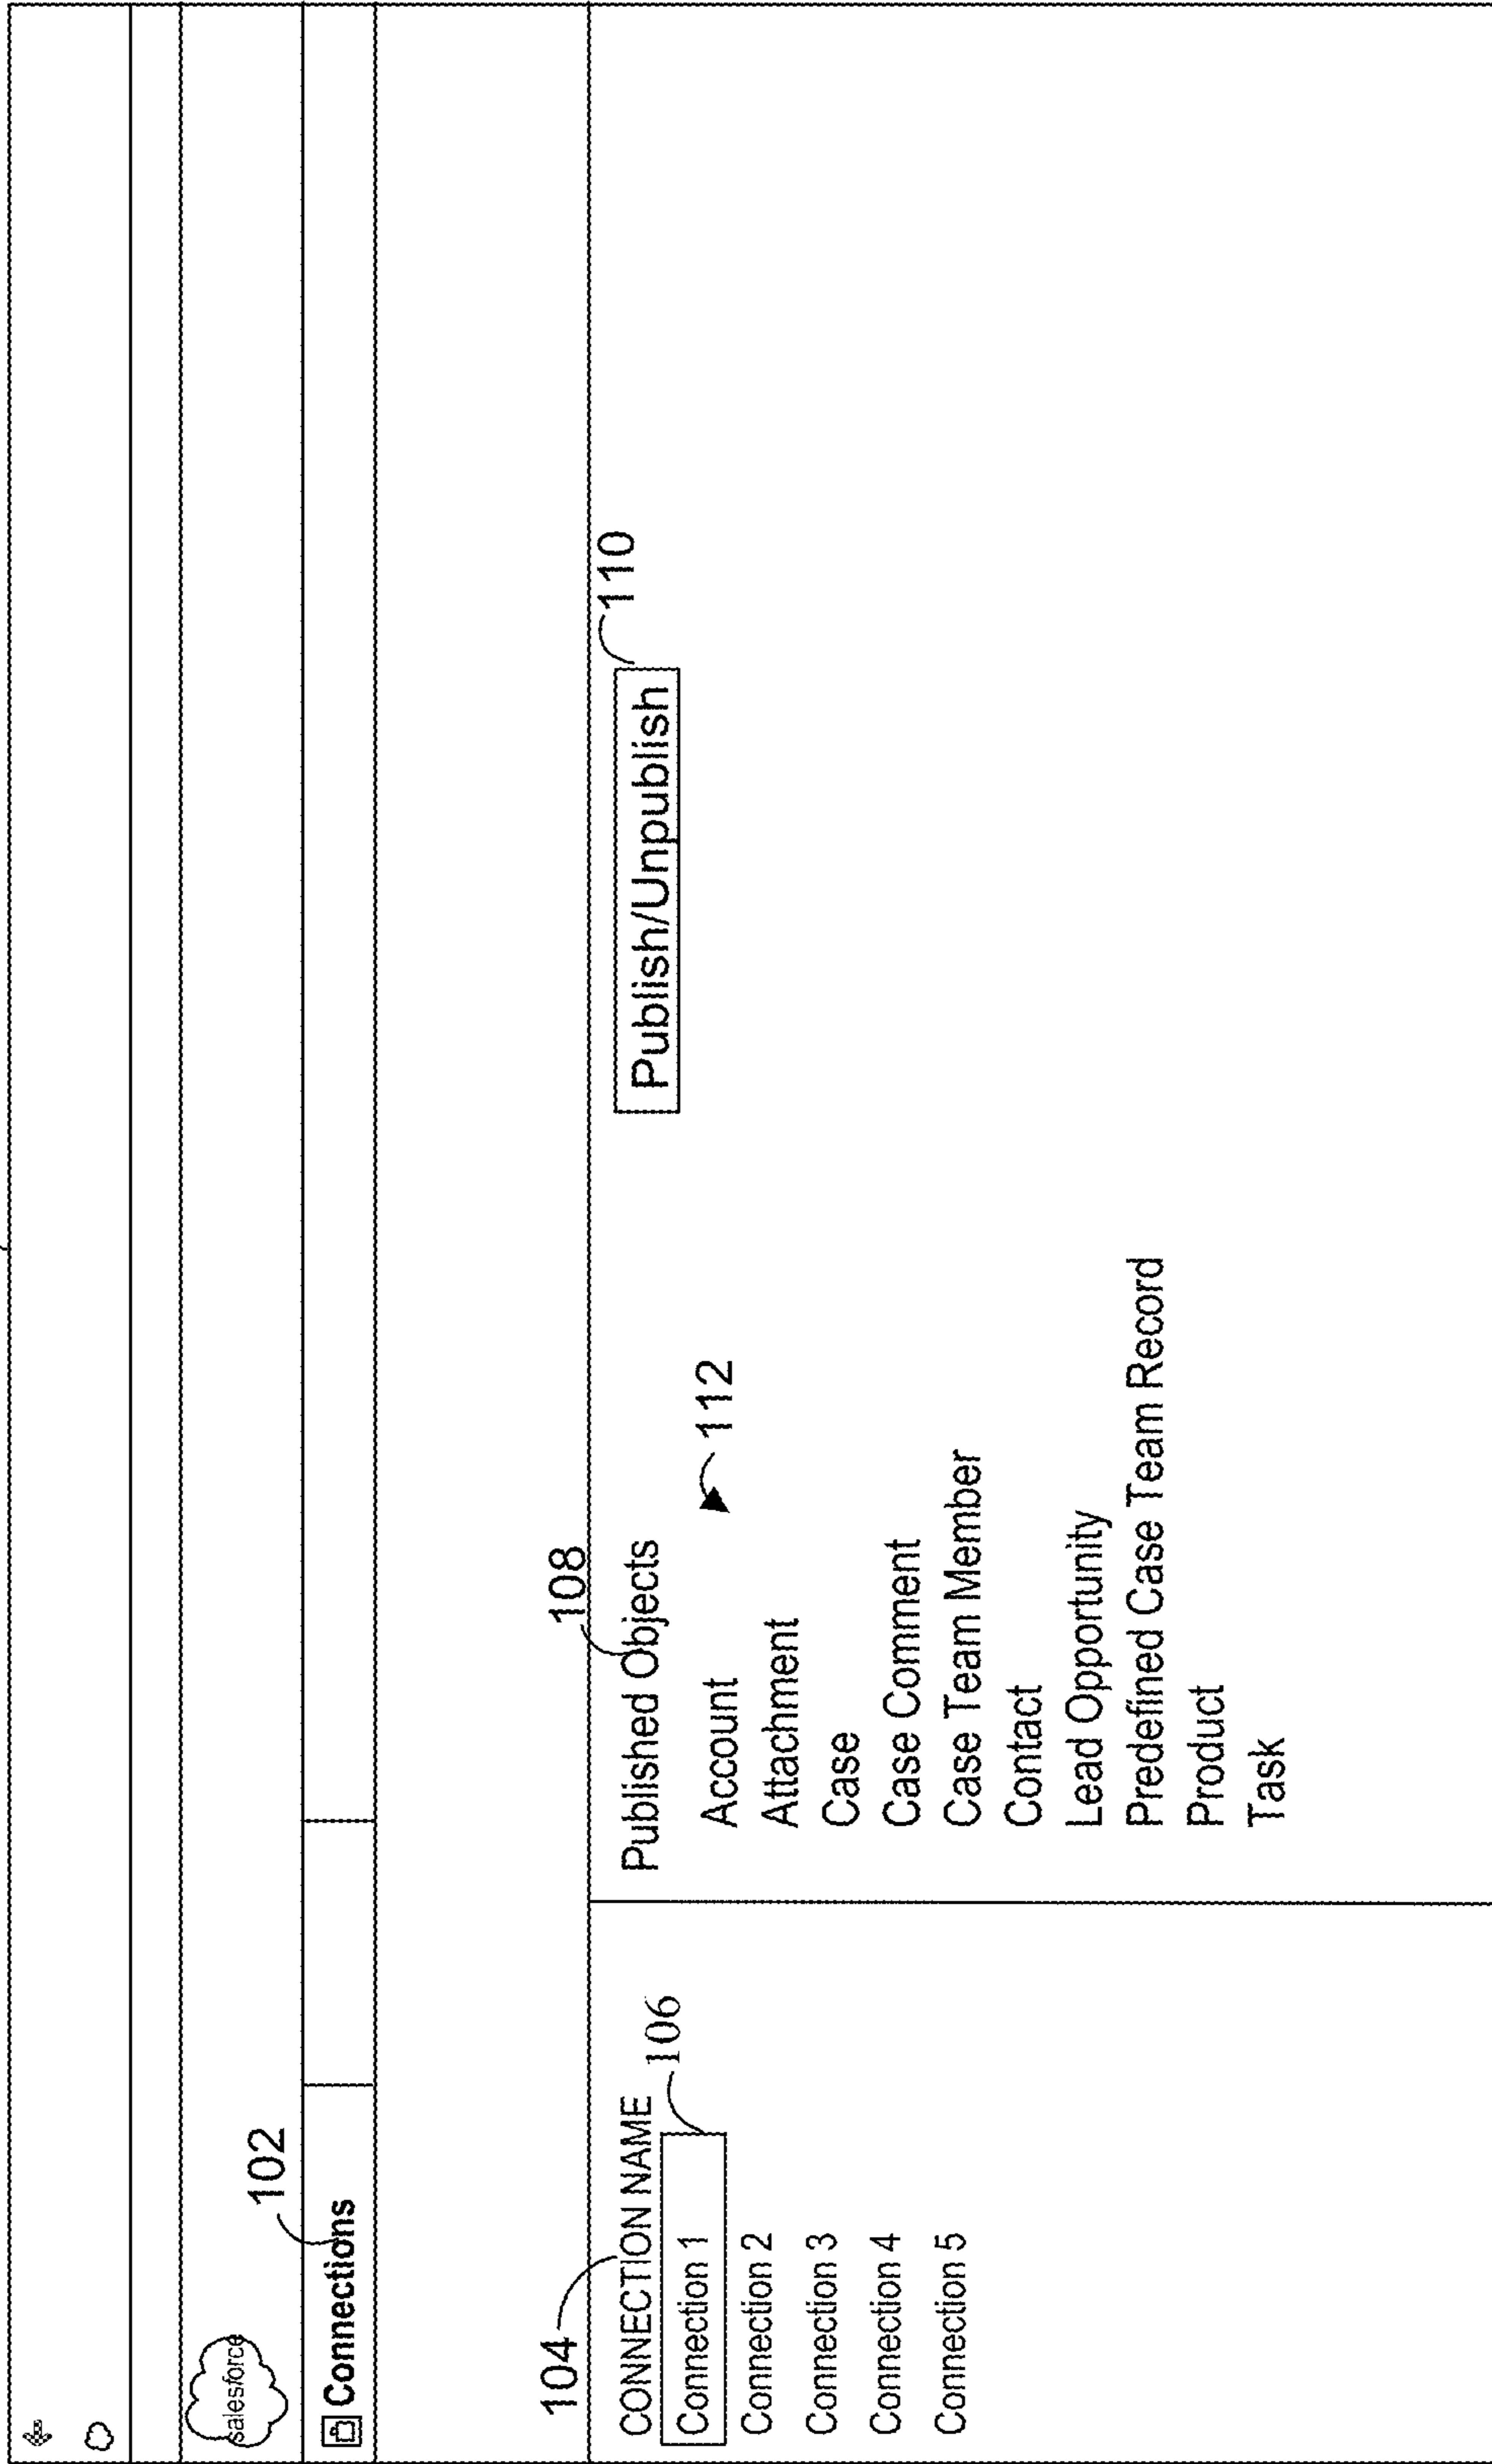 salesforce
102
Connections
104
CONNECTION NAME
106
Connection 1
Connection 2
Connection 3
Connection 4
Connection 5
108
Published Objects
110
Publish/Unpublish
112
Account
Attachment
Case
Case Comment
Case Team Member
Contact
Lead Opportunity
Predefined Case Team Record
Product
Task